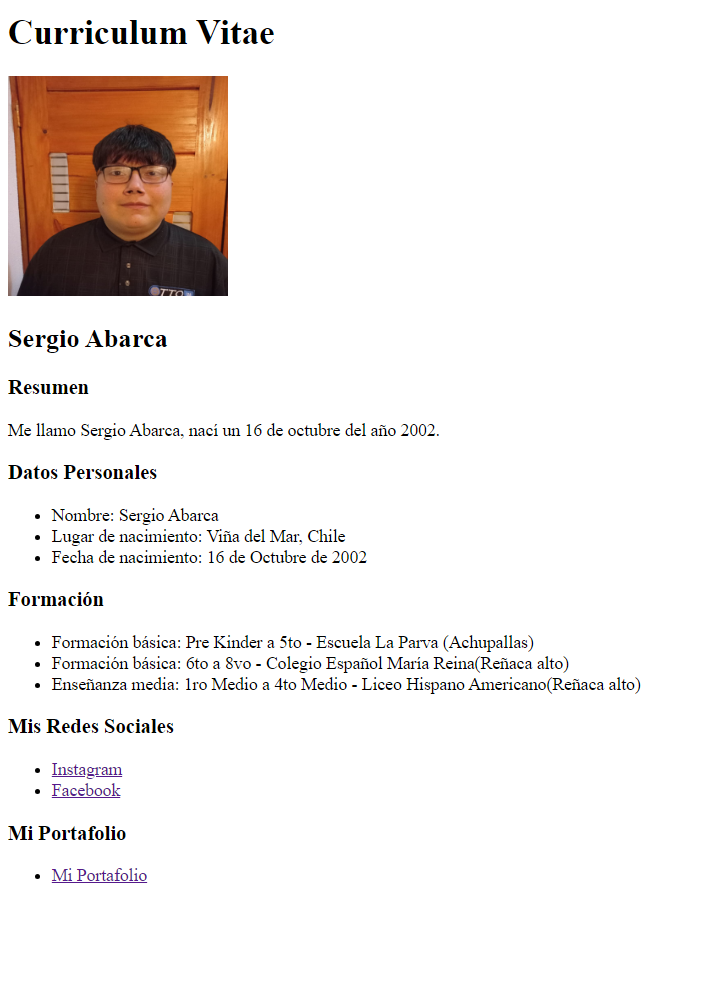 Curriculum Vitae
TTO
Sergio Abarca
Resumen
Me llamo Sergio Abarca, nací un 16 de octubre del año 2002.
Datos Personales
Nombre: Sergio Abarca
Lugar de nacimiento: Viña del Mar, Chile
Fecha de nacimiento: 16 de Octubre de 2002
Formación
Formación básica: Pre Kinder a 5to - Escuela La Parva (Achupallas)
Formación básica: 6to a 8vo - Colegio Español María Reina(Reñaca alto)
Enseñanza media: 1ro Medio a 4to Medio - Liceo Hispano Americano(Reñaca alto)
Mis Redes Sociales
Instagram
Facebook
Mi Portafolio
Mi Portafolio